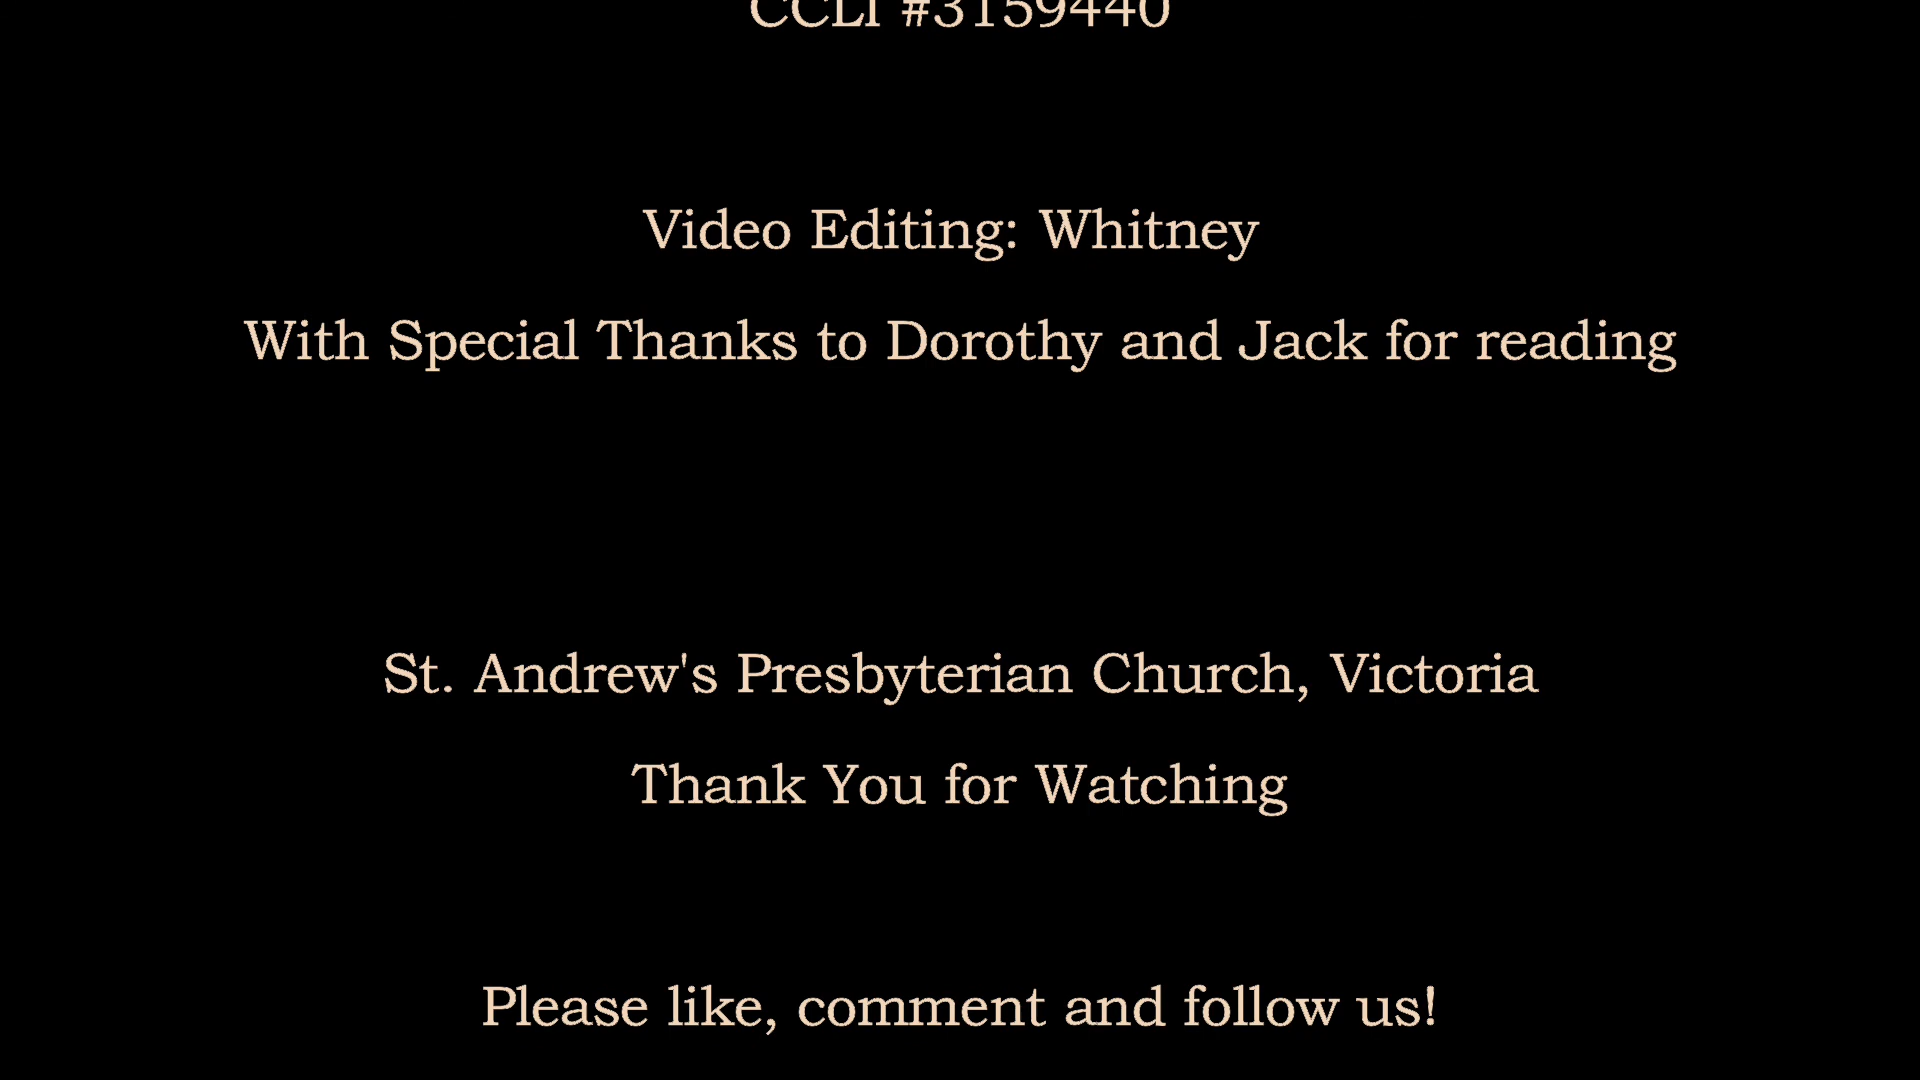 CCLI #3159440
Video Editing: Whitney
With Special Thanks to Dorothy and Jack for reading
St. Andrew's Presbyterian Church, Victoria
Thank You for Watching
Please like, comment and follow us!